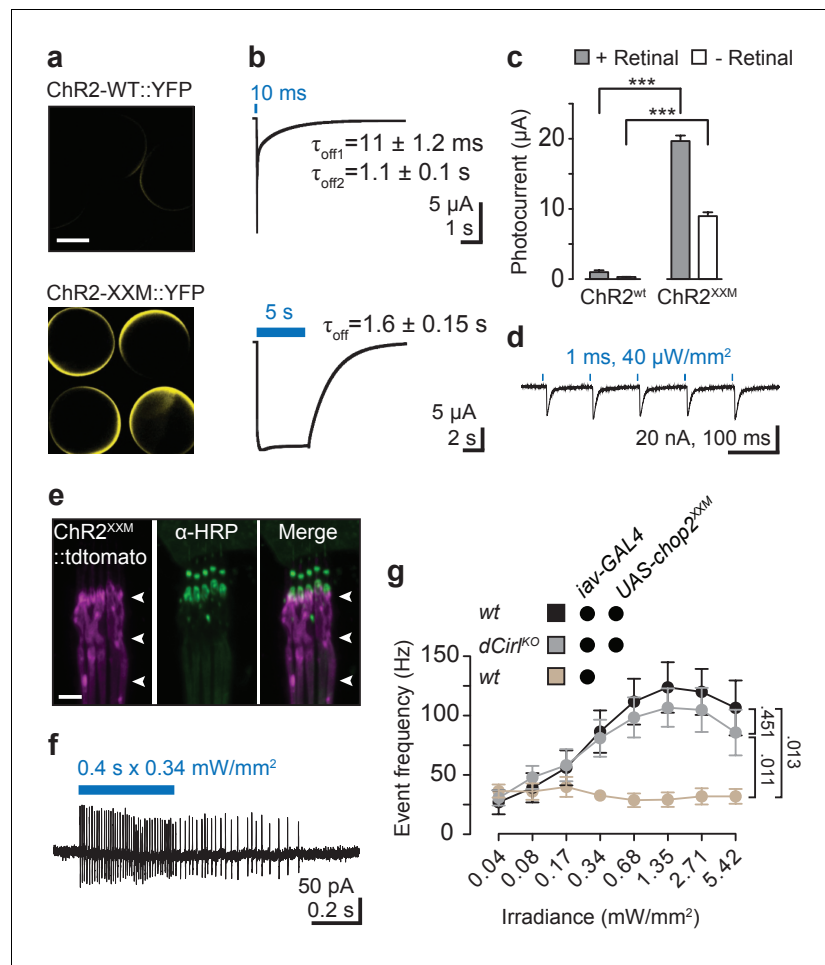 a
ChR2-WT::YFP
ChR2-XXM::YFP
b
10 ms
τoff1=11 ± 1.2 ms
τoff2=1.1 ± 0.1 s
5 µA
1 s
5 s
τoff=1.6 ± 0.15 s
5 µA
2 s
c
+ Retinal - Retinal
***
***
Photocurrent (µA)
20
10
0
ChR2wt ChR2XXM
d
1 ms, 40 µW/mm²
20 nA, 100 ms
e
ChR2XXM
::tdtomato
α-HRP
Merge
f
0.4 s x 0.34 mW/mm²
50 pA
0.2 s
g
iav-GAL4
UAS-chop2XXM
wt
dCirlKO
wt
Event frequency (Hz)
150
100
50
0
.451
.011
.013
0.04 0.08 0.17 0.34 0.68 1.35 2.71 5.42
Irradiance (mW/mm²)